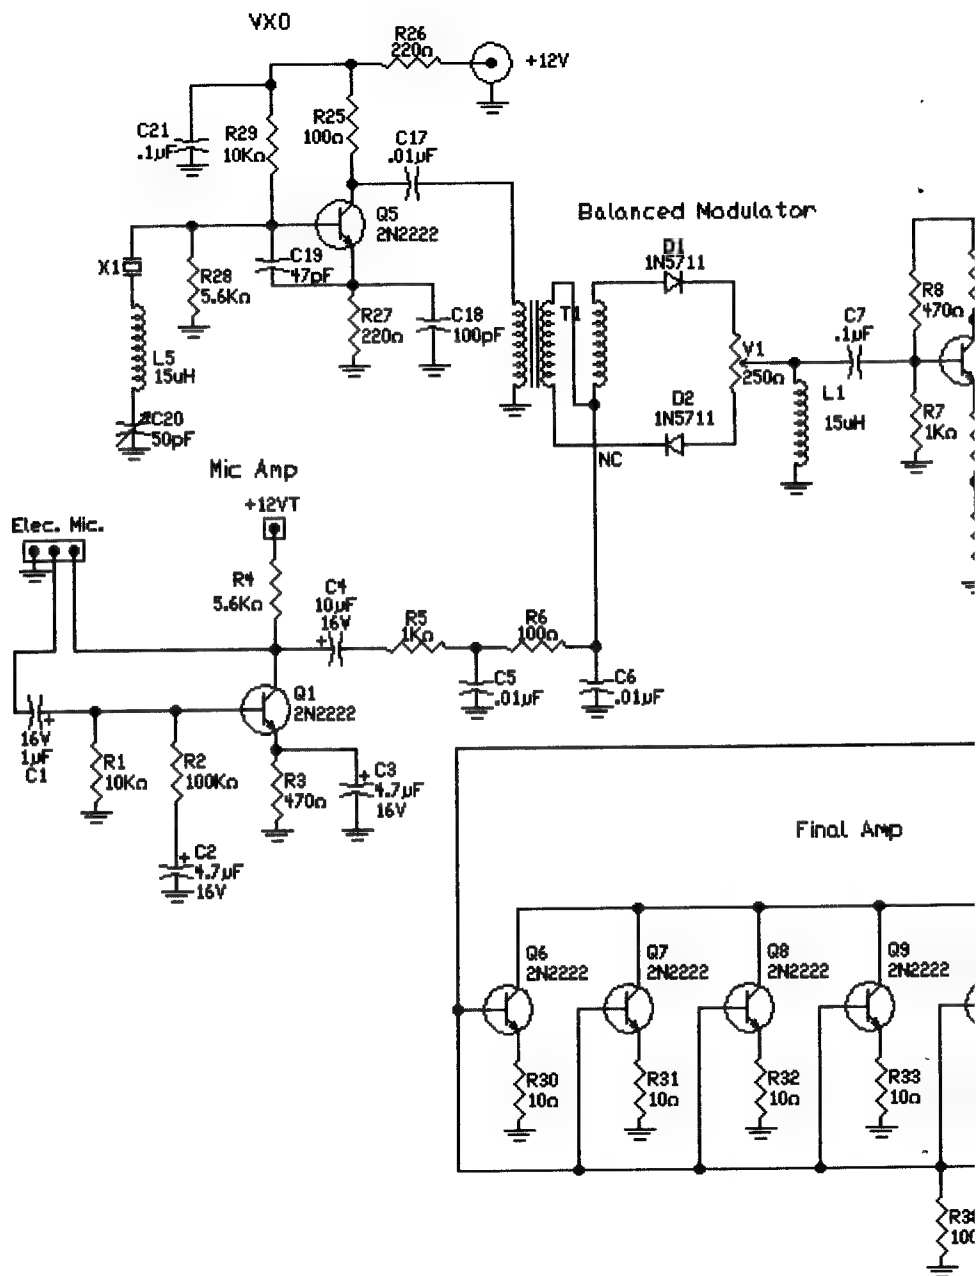 VXO
R26
220Ω
+12V
C21
.1µF
R29
10KΩ
R25
100Ω
C17
.01µF
Q5
2N2222
Balanced Modulator
D1
1N5711
X1
R28
5.6KΩ
C19
47pF
R27
220Ω
C18
100pF
T1
R8
470Ω
C7
.1µF
V1
250Ω
L5
15uH
C20
50pF
D2
1N5711
L1
15uH
R7
1KΩ
NC
Mic Amp
+12VT
Elec. Mic.
R4
5.6KΩ
C4
10µF
16V
+
R5
1KΩ
R6
100Ω
C5
.01µF
C6
.01µF
Q1
2N2222
+
16V
1µF
C1
R1
10KΩ
R2
100KΩ
R3
470Ω
+
C3
4.7µF
16V
+
C2
4.7µF
16V
Final Amp
Q6
2N2222
Q7
2N2222
Q8
2N2222
Q9
2N2222
R30
10Ω
R31
10Ω
R32
10Ω
R33
10Ω